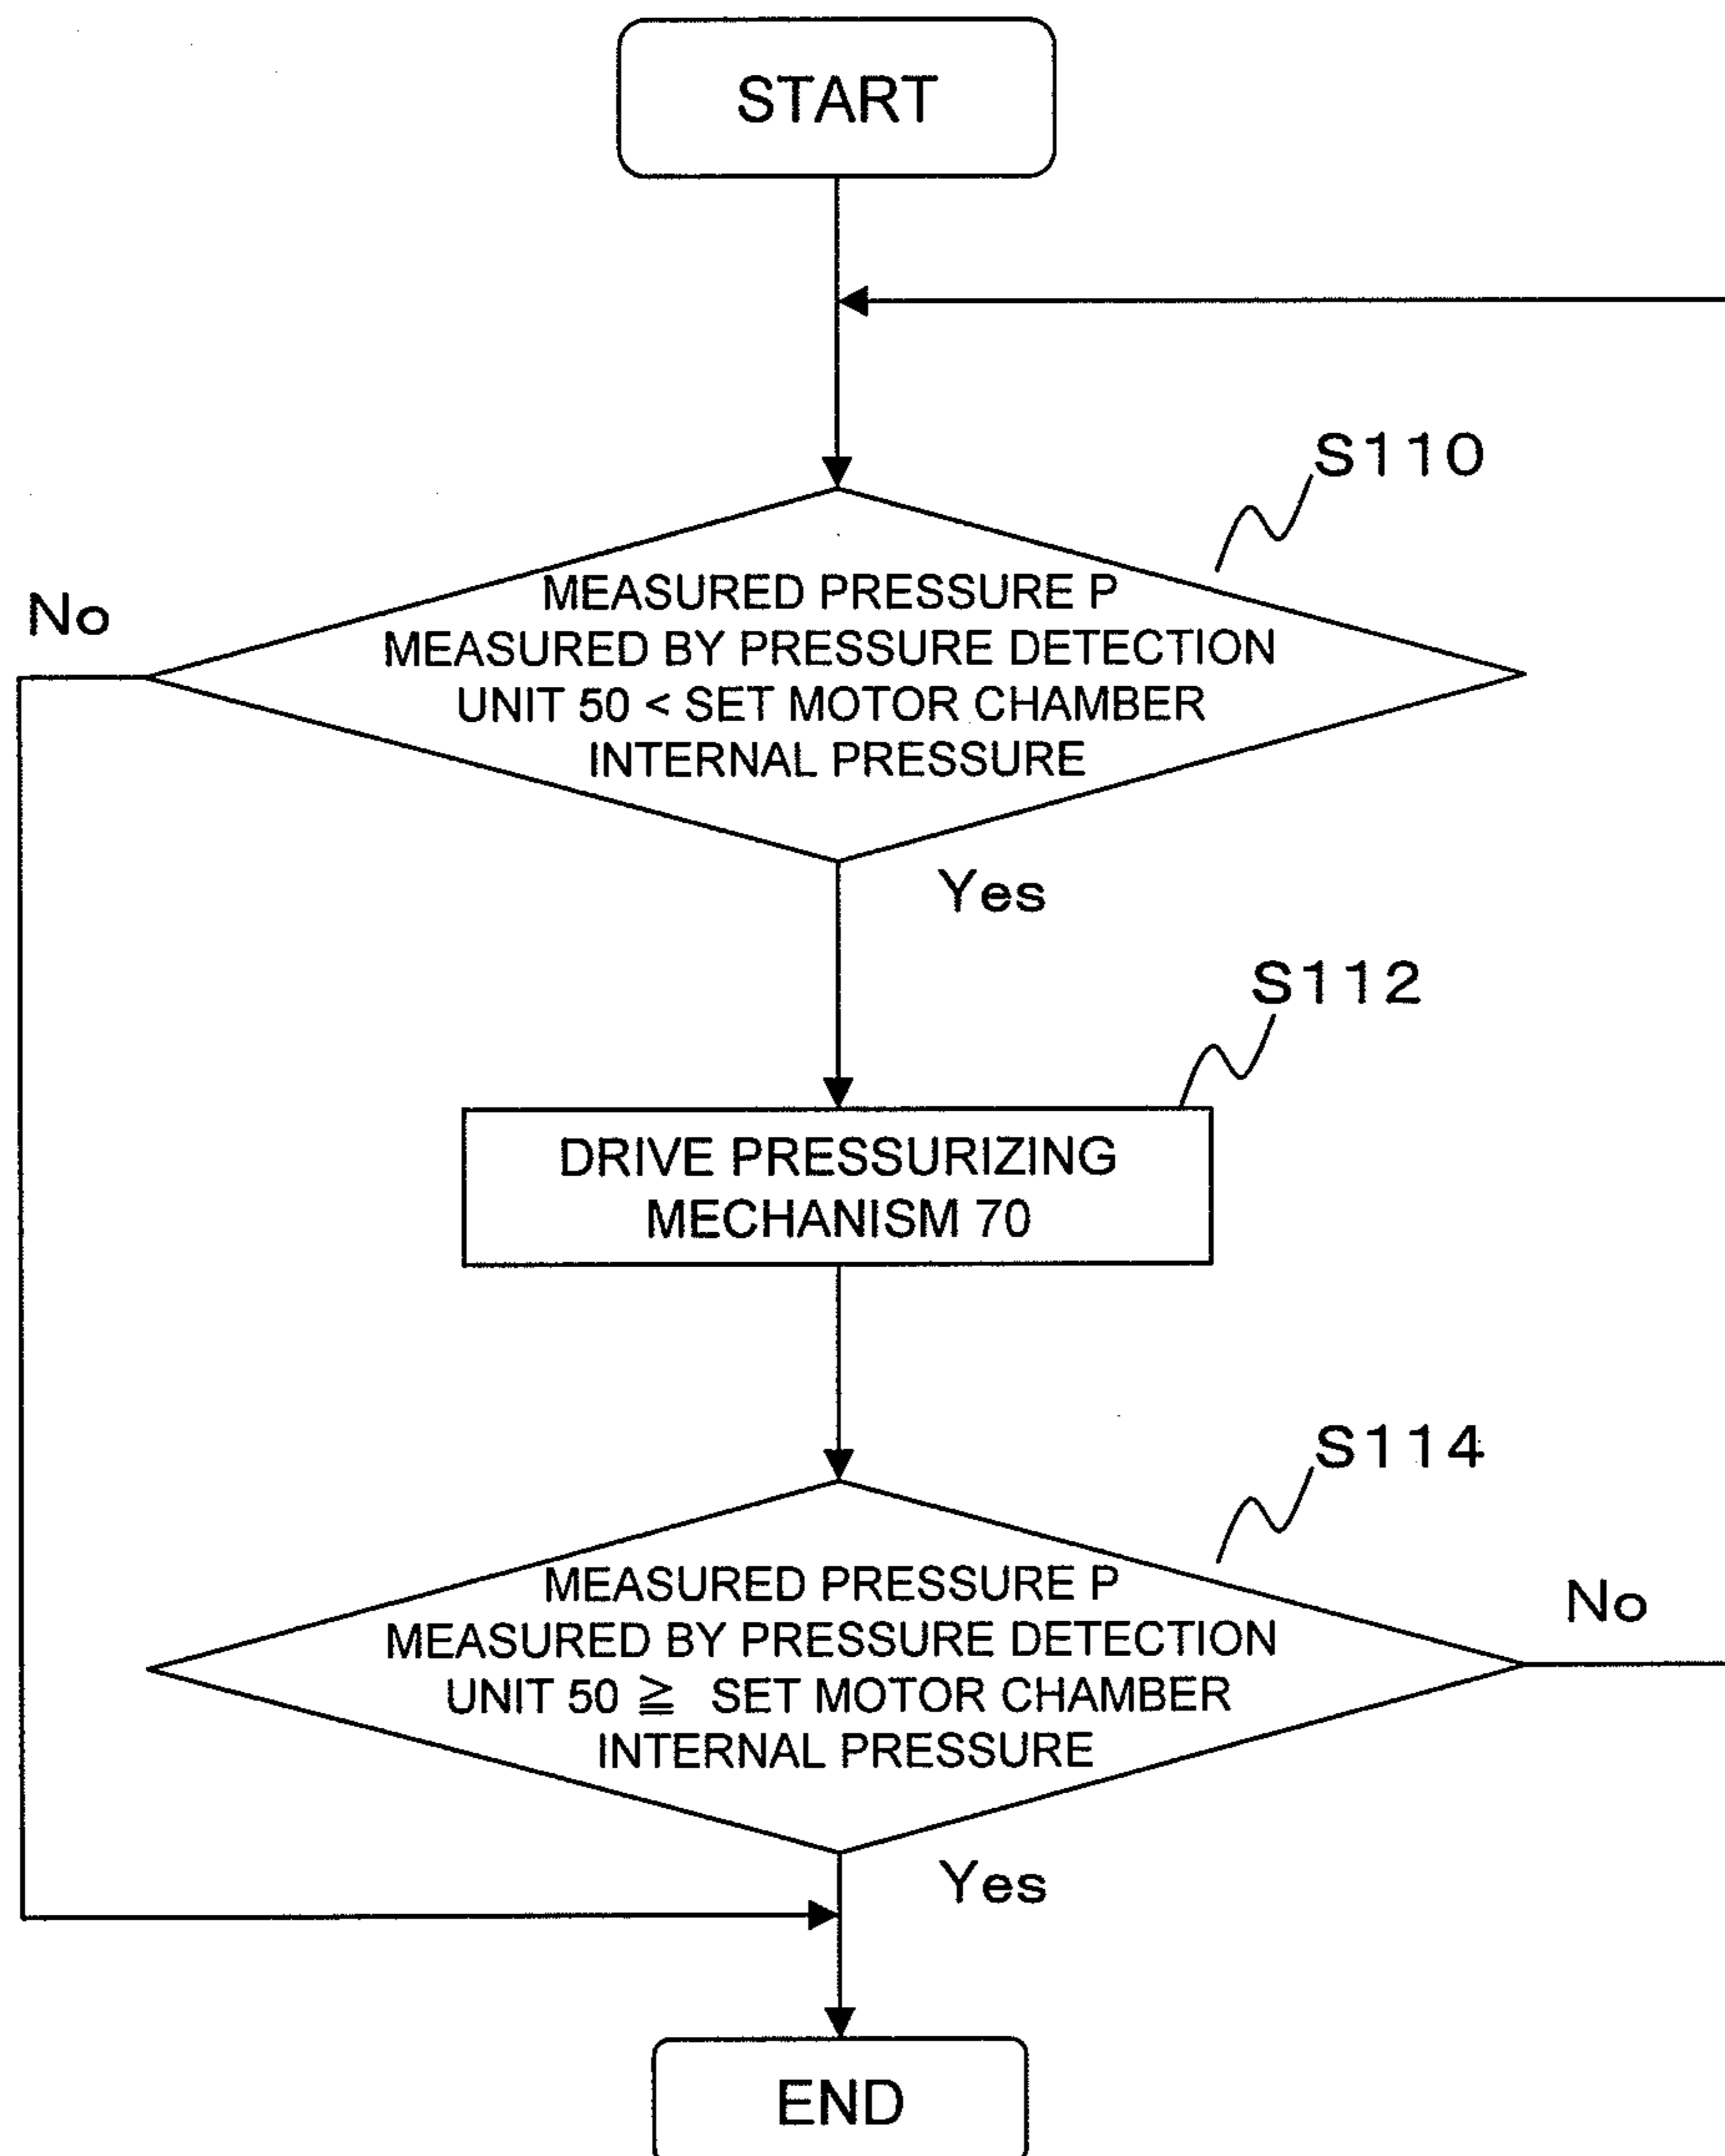 START
S110
No
MEASURED PRESSURE P
MEASURED BY PRESSURE DETECTION
UNIT 50 < SET MOTOR CHAMBER
INTERNAL PRESSURE
Yes
S112
DRIVE PRESSURIZING
MECHANISM 70
S114
MEASURED PRESSURE P
MEASURED BY PRESSURE DETECTION
UNIT 50 ≧ SET MOTOR CHAMBER
INTERNAL PRESSURE
No
Yes
END